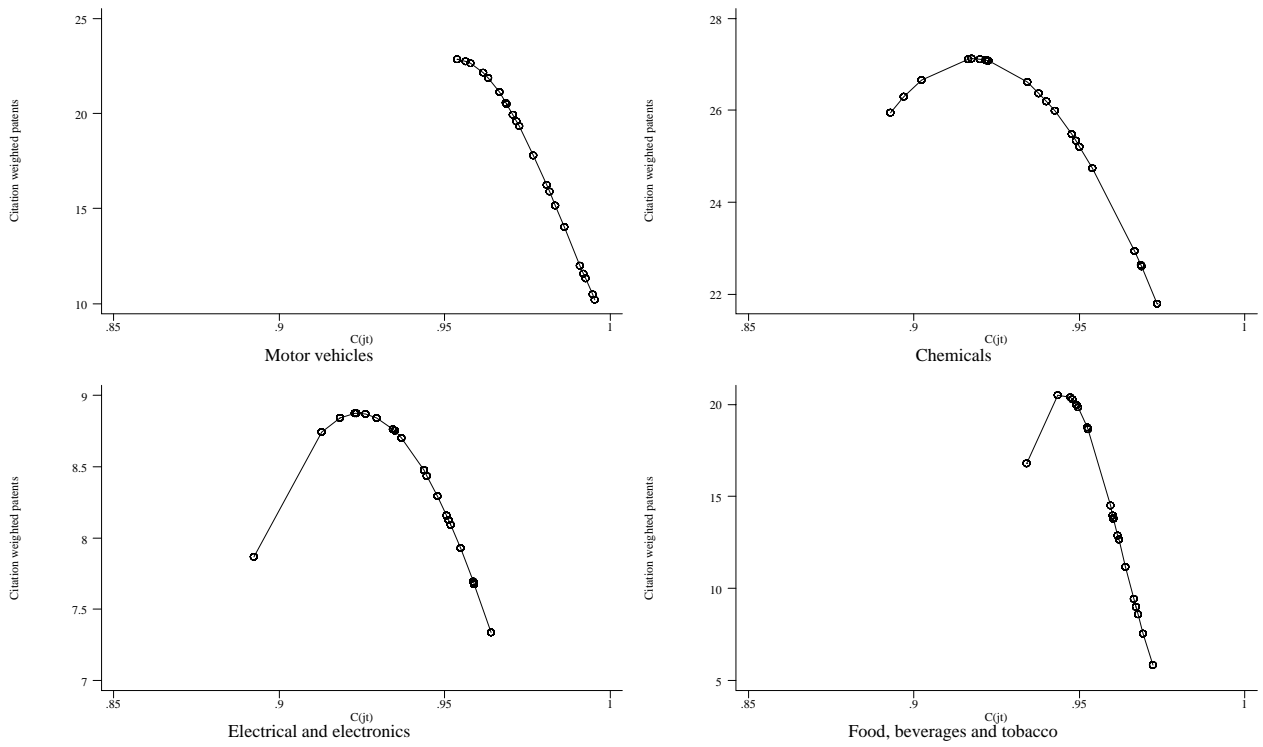 Citation weighted patents
25
20
15
10
.85
.9
.95
1
C(jt)
Motor vehicles
Citation weighted patents
28
26
24
22
.85
.9
.95
1
C(jt)
Chemicals
Citation weighted patents
9
8.5
8
7.5
7
.85
.9
.95
1
C(jt)
Electrical and electronics
Citation weighted patents
20
15
10
5
.85
.9
.95
1
C(jt)
Food, beverages and tobacco